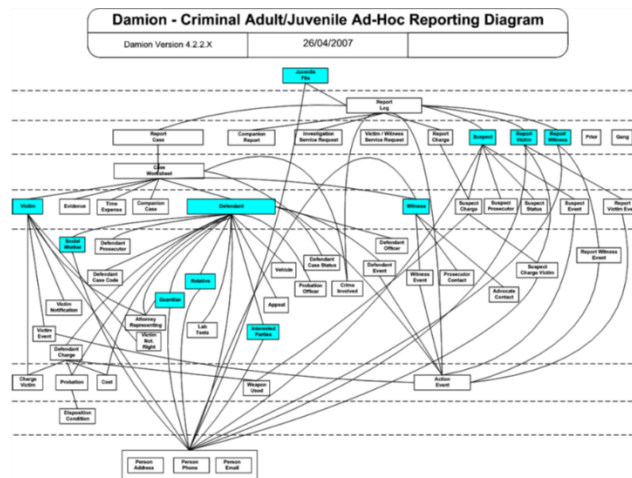 Damion - Criminal Adult/Juvenile Ad-Hoc Reporting Diagram
Damion Version 4.2.2.X
26/04/2007
Juvenile
File
Report
Log
Report
Case
Companion
Report
Investigation
Service Request
Victim / Witness
Service Request
Report
Charge
Suspect
Report
Victim
Report
Witness
Prior
Gang
Case
Worksheet
Victim
Evidence
Time
Expense
Companion
Case
Defendant
Witness
Suspect
Charge
Suspect
Prosecutor
Suspect
Status
Suspect
Event
Report
Victim Event
Social
Worker
Defendant
Prosecutor
Defendant
Officer
Defendant
Case Status
Defendant
Event
Report Witness
Event
Vehicle
Defendant
Case Code
Relative
Probation
Officer
Crime
Involved
Witness
Event
Prosecutor
Contact
Suspect
Charge Victim
Advocate
Contact
Victim
Notification
Guardian
Appeal
Attorney
Representing
Lab
Tests
Interested
Parties
Victim
Event
Victim
Not.
Right
Defendant
Charge
Charge
Victim
Probation
Cost
Weapon
Used
Action
Event
Disposition
Condition
Person
Address
Person
Phone
Person
Email